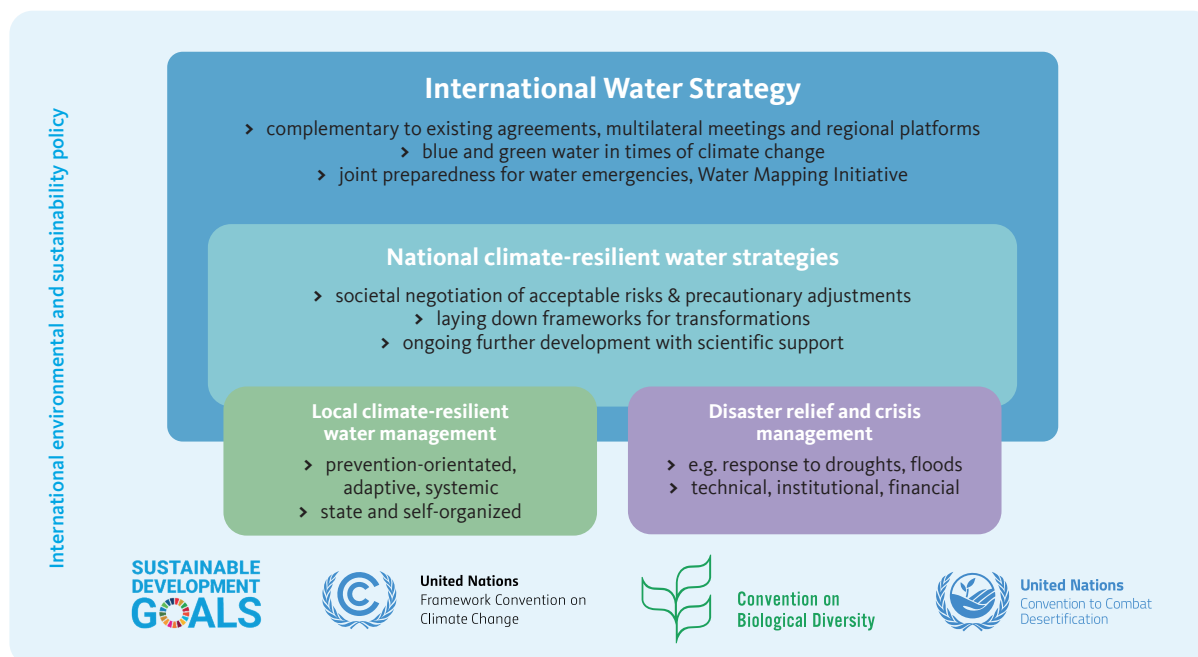 International environmental and sustainability policy
International Water Strategy
> complementary to existing agreements, multilateral meetings and regional platforms
> blue and green water in times of climate change
> joint preparedness for water emergencies, Water Mapping Initiative
National climate-resilient water strategies
> societal negotiation of acceptable risks & precautionary adjustments
> laying down frameworks for transformations
> ongoing further development with scientific support
Local climate-resilient
water management
> prevention-orientated,
adaptive, systemic
> state and self-organized
Disaster relief and crisis
management
> e.g. response to droughts, floods
> technical, institutional, financial
SUSTAINABLE
DEVELOPMENT
GOALS
United Nations
Framework Convention on
Climate Change
Convention on
Biological Diversity
United Nations
Convention to Combat
Desertification